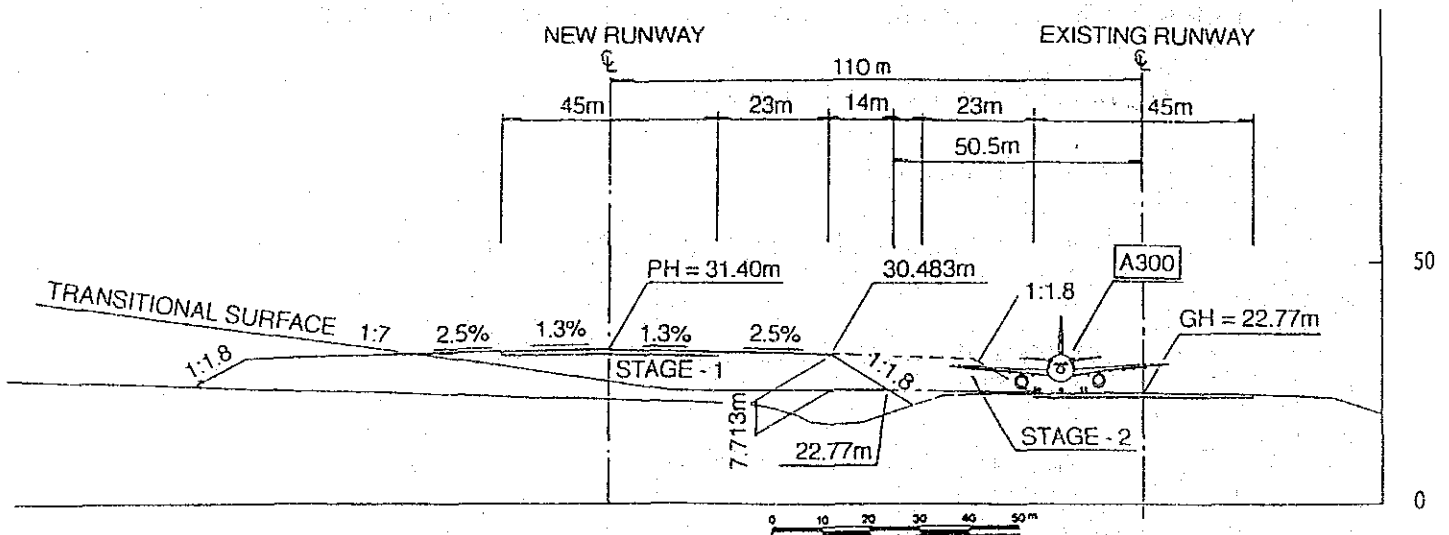 NEW RUNWAY
℄
EXISTING RUNWAY
℄
110 m
45m
23m
14m
23m
45m
50.5m
PH = 31.40m
30.483m
A300
50
1:1.8
GH = 22.77m
TRANSITIONAL SURFACE
1:7
2.5%
1.3%
1.3%
2.5%
1:1.8
STAGE - 1
1:1.8
7.713m
22.77m
STAGE - 2
0
0 10 20 30 40 50 m